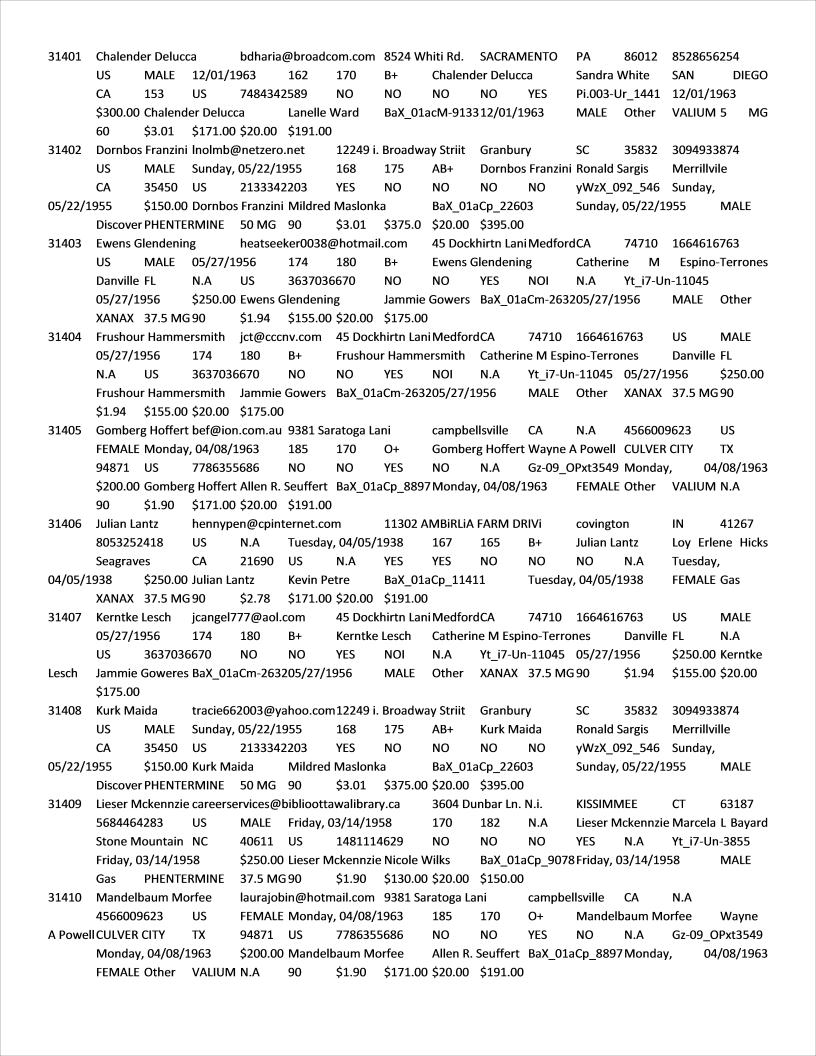 31401 Chalender Delucca bdharia@broadcom.com 8524 Whiti Rd. SACRAMENTO PA 86012 8528656254
US MALE 12/01/1963 162 170 B+ Chalender Delucca Sandra White SAN DIEGO
CA 153 US 7484342589 NO NO NO NO YES Pi.003-Ur_1441 12/01/1963
$300.00 Chalender Delucca Lanelle Ward BaX_01acM-9133 12/01/1963 MALE Other VALIUM 5 MG
60 $3.01 $171.00 $20.00 $191.00
31402 Dornbos Franzini lnolmb@netzero.net 12249 i. Broadway Striit Granbury SC 35832 3094933874
US MALE Sunday, 05/22/1955 168 175 AB+ Dornbos Franzini Ronald Sargis Merrillvile
CA 35450 US 2133342203 YES NO NO NO NO yWzX_092_546 Sunday,
05/22/1955 $150.00 Dornbos Franzini Mildred Maslonka BaX_01aCp_22603 Sunday, 05/22/1955 MALE
Discover PHENTERMINE 50 MG 90 $3.01 $375.0 $20.00 $395.00
31403 Ewens Glendening heatseeker0038@hotmail.com 45 Dockhirtn Lani Medford CA 74710 1664616763
US MALE 05/27/1956 174 180 B+ Ewens Glendening Catherine M Espino-Terrones
Danville FL N.A US 3637036670 NO NO YES NOI N.A Yt_i7-Un-11045
05/27/1956 $250.00 Ewens Glendening Jammie Gowers BaX_01aCm-2632 05/27/1956 MALE Other
XANAX 37.5 MG 90 $1.94 $155.00 $20.00 $175.00
31404 Frushour Hammersmith jct@cccnv.com 45 Dockhirtn Lani Medford CA 74710 1664616763 US MALE
05/27/1956 174 180 B+ Frushour Hammersmith Catherine M Espino-Terrones Danville FL
N.A US 3637036670 NO NO YES NOI N.A Yt_i7-Un-11045 05/27/1956 $250.00
Frushour Hammersmith Jammie Gowers BaX_01aCm-2632 05/27/1956 MALE Other XANAX 37.5 MG 90
$1.94 $155.00 $20.00 $175.00
31405 Gomberg Hoffert bef@ion.com.au 9381 Saratoga Lani campbellsville CA N.A 4566009623 US
FEMALE Monday, 04/08/1963 185 170 O+ Gomberg Hoffert Wayne A Powell CULVER CITY TX
94871 US 7786355686 NO NO YES NO N.A Gz-09_OPxt3549 Monday, 04/08/1963
$200.00 Gomberg Hoffert Allen R. Seuffert BaX_01aCp_8897 Monday, 04/08/1963 FEMALE Other VALIUM N.A
90 $1.90 $171.00 $20.00 $191.00
31406 Julian Lantz hennypen@cpinternet.com 11302 AMBiRLiA FARM DRIVi covington IN 41267
8053252418 US N.A Tuesday, 04/05/1938 167 165 B+ Julian Lantz Loy Erlene Hicks
Seagraves CA 21690 US N.A YES YES NO NO NO N.A Tuesday,
04/05/1938 $250.00 Julian Lantz Kevin Petre BaX_01aCp_11411 Tuesday, 04/05/1938 FEMALE Gas
XANAX 37.5 MG 90 $2.78 $171.00 $20.00 $191.00
31407 Kerntke Lesch jcangel777@aol.com 45 Dockhirtn Lani Medford CA 74710 1664616763 US MALE
05/27/1956 174 180 B+ Kerntke Lesch Catherine M Espino-Terrones Danville FL N.A
US 3637036670 NO NO YES NOI N.A Yt_i7-Un-11045 05/27/1956 $250.00 Kerntke
Lesch Jammie Goweres BaX_01aCm-2632 05/27/1956 MALE Other XANAX 37.5 MG 90 $1.94 $155.00 $20.00
$175.00
31408 Kurk Maida tracie662003@yahoo.com 12249 i. Broadway Striit Granbury SC 35832 3094933874
US MALE Sunday, 05/22/1955 168 175 AB+ Kurk Maida Ronald Sargis Merrillville
CA 35450 US 2133342203 YES NO NO NO NO yWzX_092_546 Sunday,
05/22/1955 $150.00 Kurk Maida Mildred Maslonka BaX_01aCp_22603 Sunday, 05/22/1955 MALE
Discover PHENTERMINE 50 MG 90 $3.01 $375.00 $20.00 $395.00
31409 Lieser Mckennzie careerservices@biblioottawalibrary.ca 3604 Dunbar Ln. N.i. KISSIMMEE CT 63187
5684464283 US MALE Friday, 03/14/1958 170 182 N.A Lieser Mckennzie Marcela L Bayard
Stone Mountain NC 40611 US 1481114629 NO NO NO YES N.A Yt_i7-Un-3855
Friday, 03/14/1958 $250.00 Lieser Mckennzie Nicole Wilks BaX_01aCp_9078 Friday, 03/14/1958 MALE
Gas PHENTERMINE 37.5 MG 90 $1.90 $130.00 $20.00 $150.00
31410 Mandelbaum Morfee laurajobin@hotmail.com 9381 Saratoga Lani campbellsville CA N.A
4566009623 US FEMALE Monday, 04/08/1963 185 170 O+ Mandelbaum Morfee Wayne
A Powell CULVER CITY TX 94871 US 7786355686 NO NO YES NO N.A Gz-09_OPxt3549
Monday, 04/08/1963 $200.00 Mandelbaum Morfee Allen R. Seuffert BaX_01aCp_8897 Monday, 04/08/1963
FEMALE Other VALIUM N.A 90 $1.90 $171.00 $20.00 $191.00